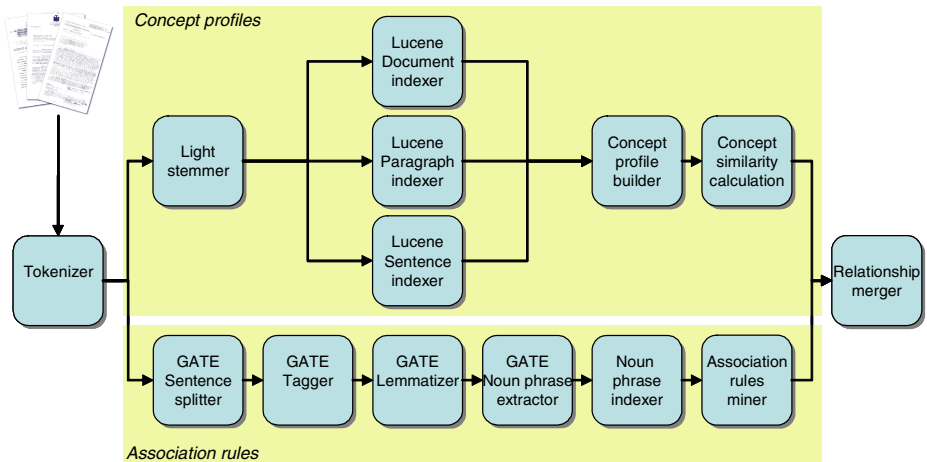 Concept profiles
Lucene
Document
indexer
Light
stemmer
Lucene
Paragraph
indexer
Concept
profile
builder
Concept
similarity
calculation
Lucene
Sentence
indexer
Tokenizer
Relationship
merger
GATE
Sentence
splitter
GATE
Tagger
GATE
Lemmatizer
GATE
Noun phrase
extractor
Noun
phrase
indexer
Association
rules
miner
Association rules